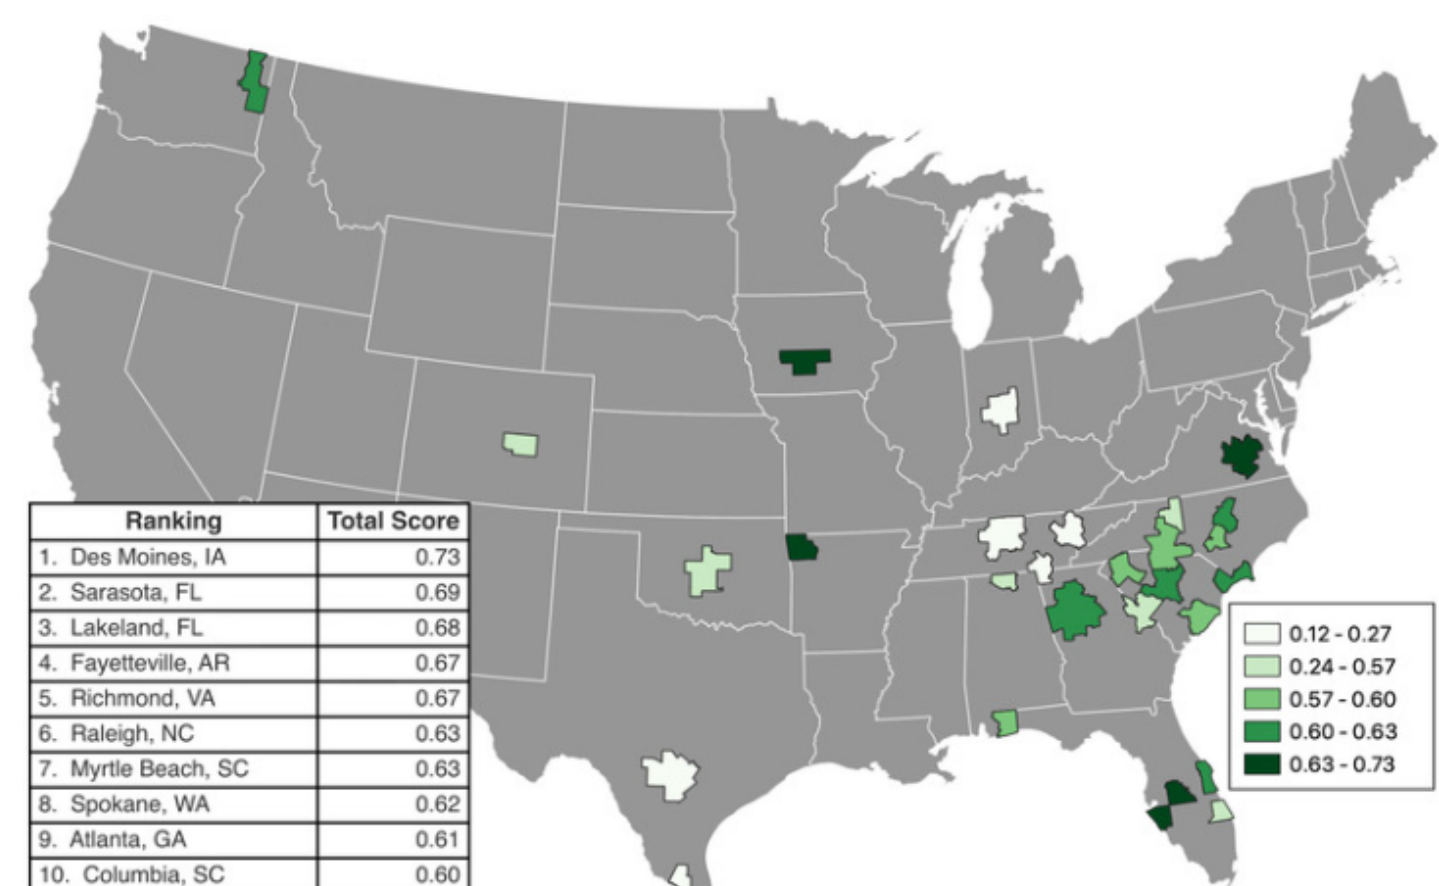 Ranking Total Score
1. Des Moines, IA 0.73
2. Sarasota, FL 0.69
3. Lakeland, FL 0.68
4. Fayetteville, AR 0.67
5. Richmond, VA 0.67
6. Raleigh, NC 0.63
7. Myrtle Beach, SC 0.63
8. Spokane, WA 0.62
9. Atlanta, GA 0.61
10. Columbia, SC 0.60
0.12 - 0.27
0.24 - 0.57
0.57 - 0.60
0.60 - 0.63
0.63 - 0.73